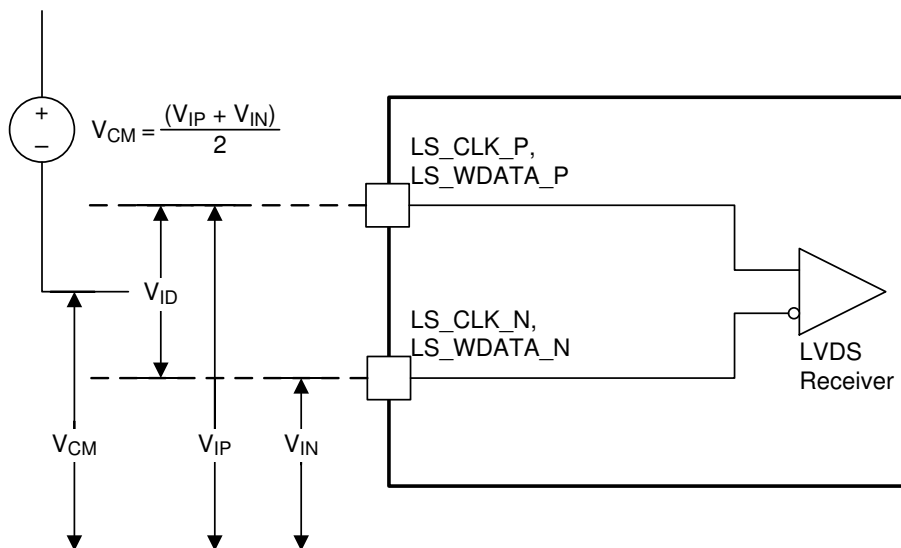 +
–
V_CM = (V_IP + V_IN) / 2
LS_CLK_P,
LS_WDATA_P
V_ID
LS_CLK_N,
LS_WDATA_N
LVDS
Receiver
V_CM
V_IP
V_IN